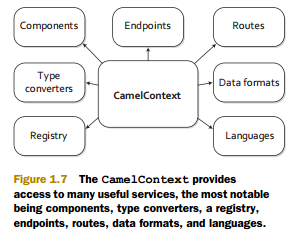 Components
Endpoints
Routes
Type
converters
CamelContext
Data formats
Registry
Languages
Figure 1.7 The CamelContext provides
access to many useful services, the most notable
being components, type converters, a registry,
endpoints, routes, data formats, and languages.